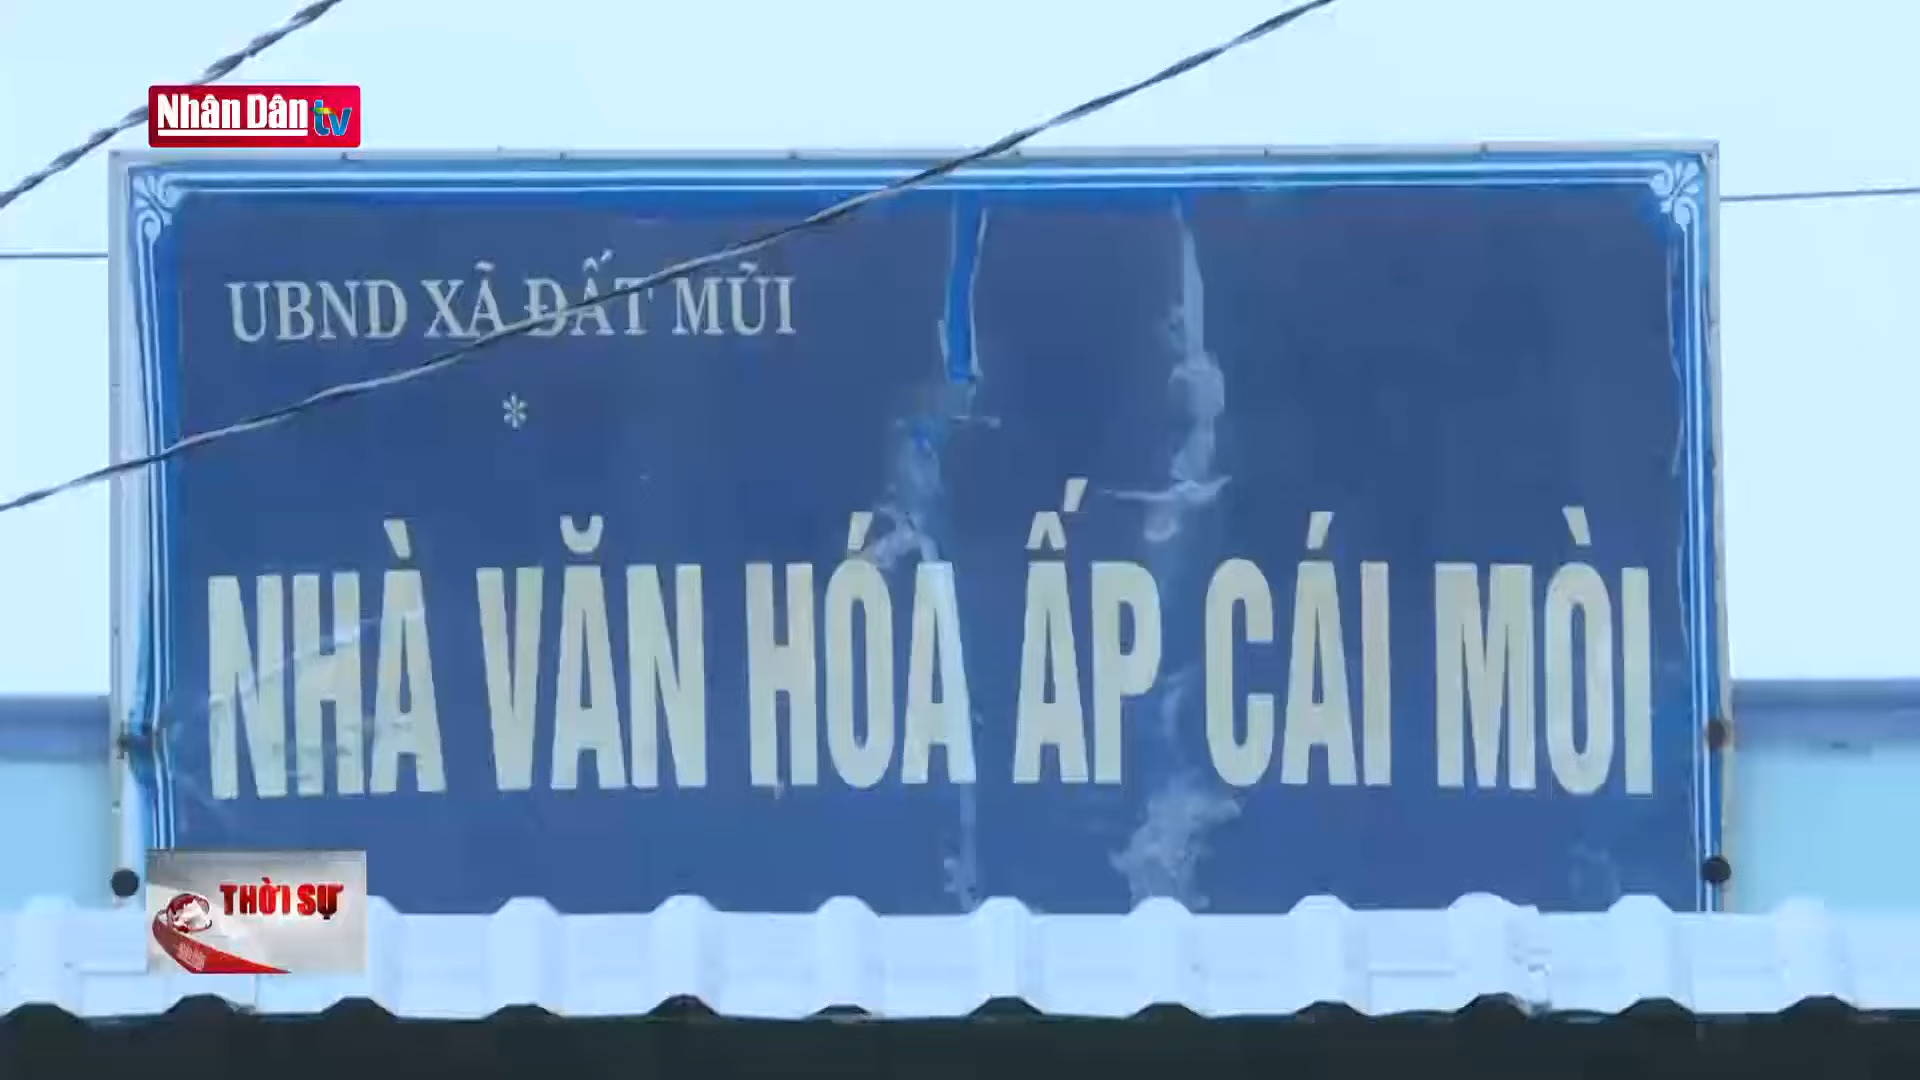 Nhân Dân tv
UBND XÃ ĐẤT MŨI
*
NHÀ VĂN HÓA ẤP CÁI MÒI
THỜI SỰ